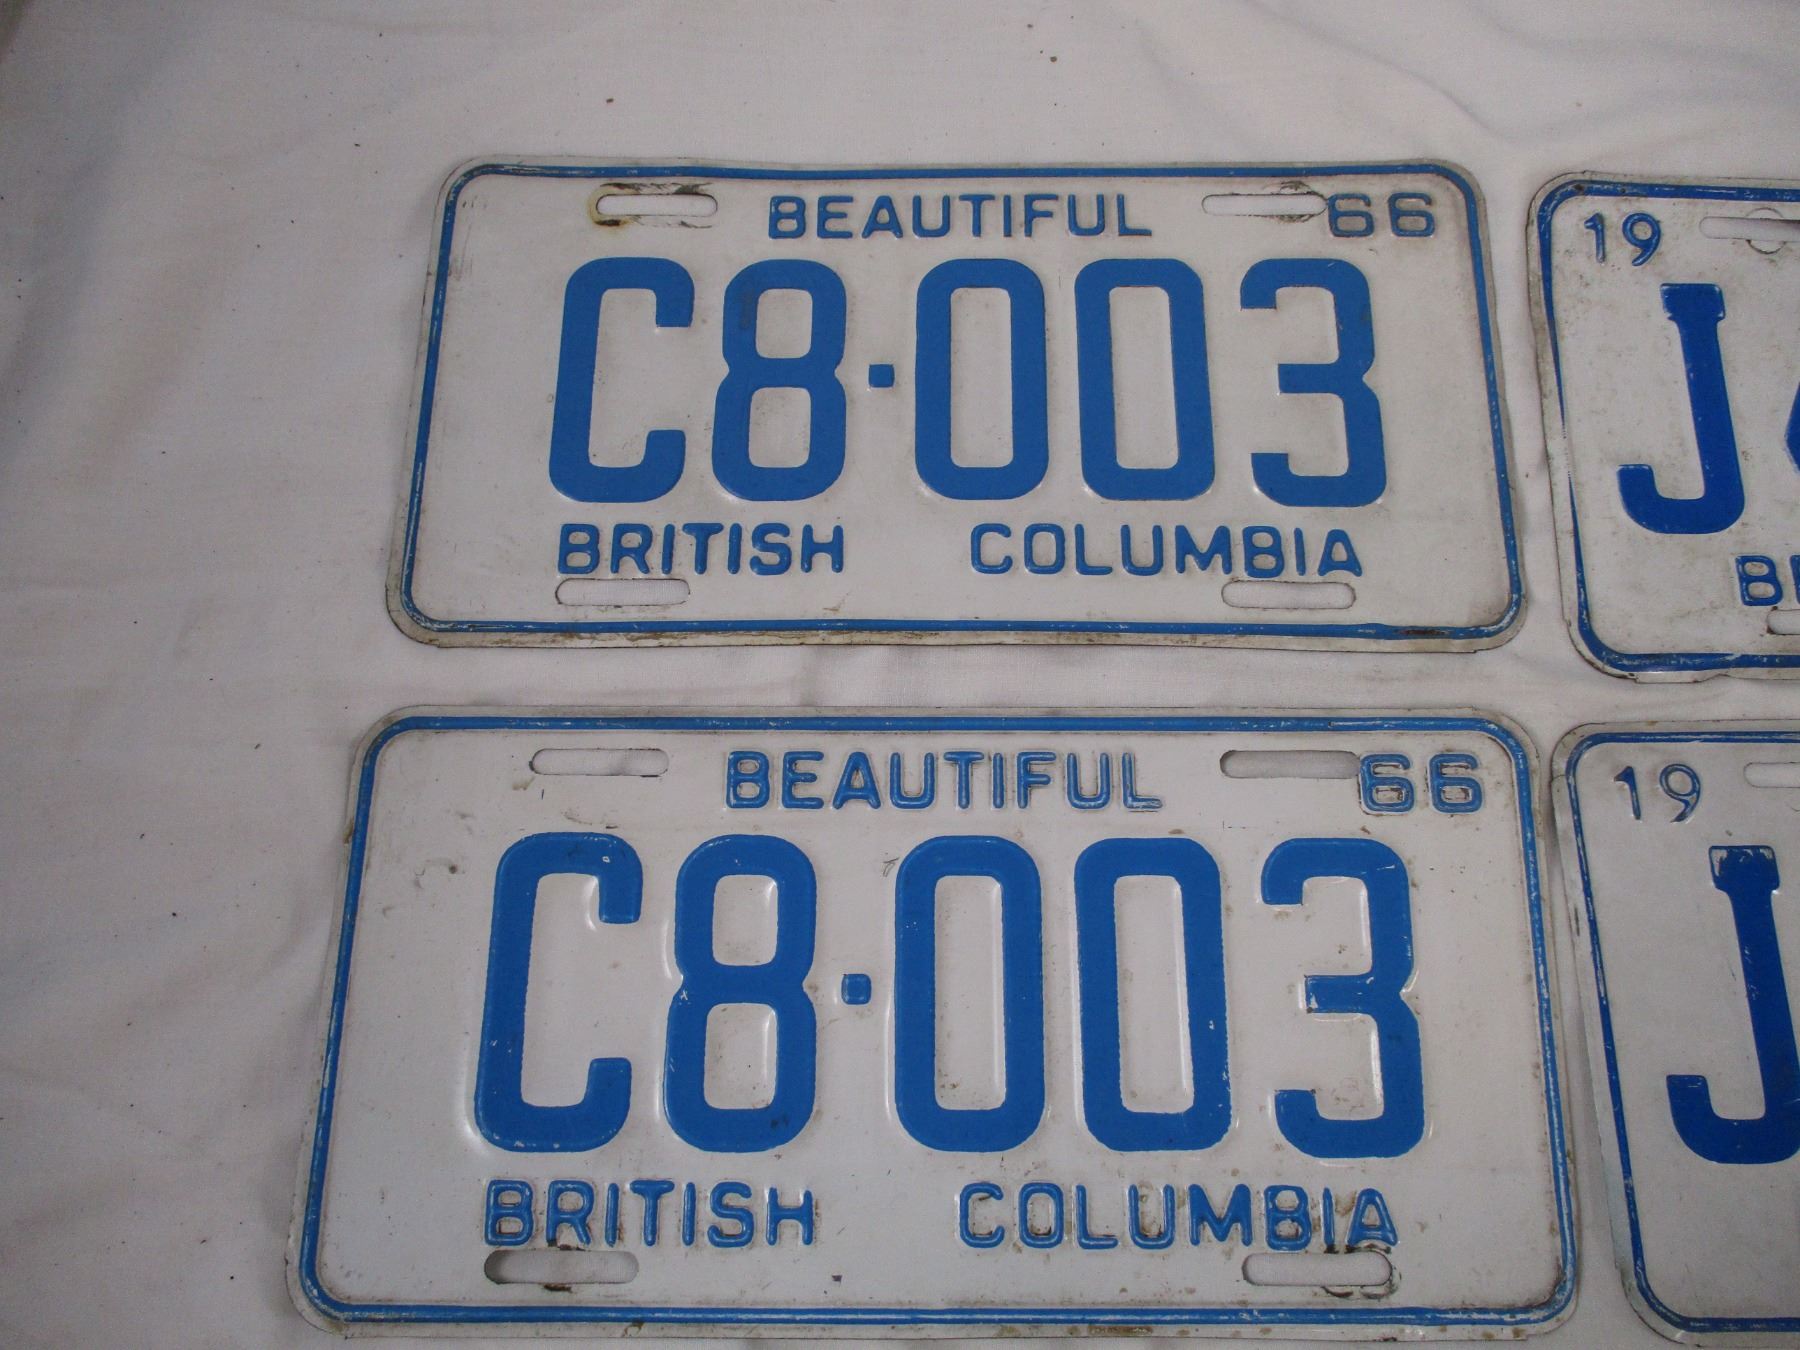 BEAUTIFUL 66
C8·003
BRITISH COLUMBIA
19
J
BEAUTIFUL 66
C8·003
BRITISH COLUMBIA
19
J